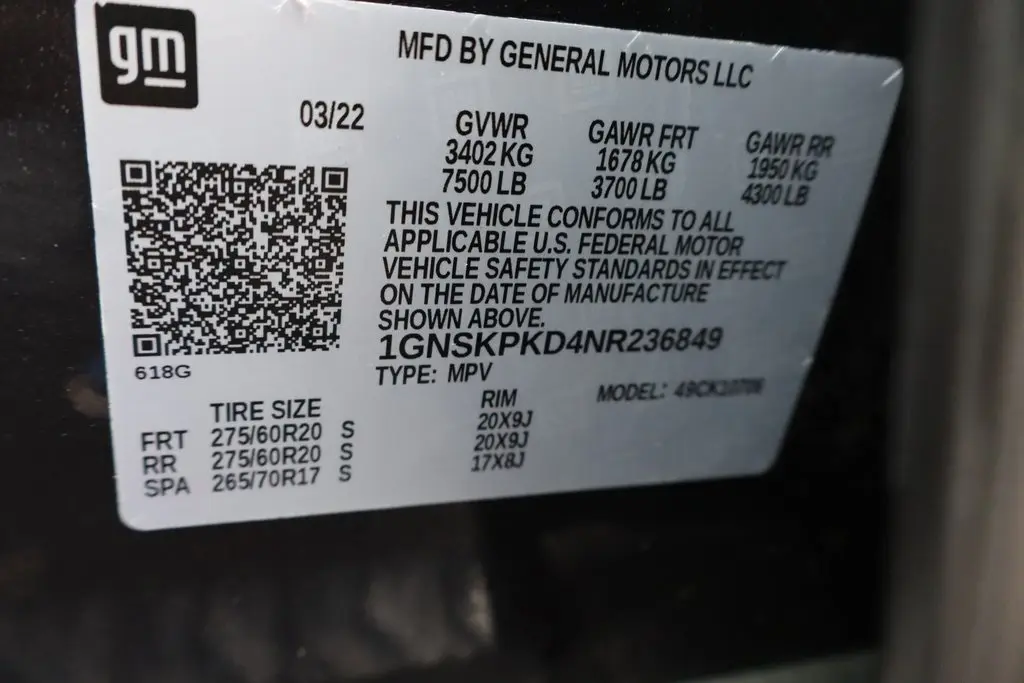 gm
MFD BY GENERAL MOTORS LLC
03/22
GVWR GAWR FRT GAWR RR
3402 KG 1678 KG 1950 KG
7500 LB 3700 LB 4300 LB
THIS VEHICLE CONFORMS TO ALL
APPLICABLE U.S. FEDERAL MOTOR
VEHICLE SAFETY STANDARDS IN EFFECT
ON THE DATE OF MANUFACTURE
SHOWN ABOVE.
1GNSKPKD4NR236849
618G
TYPE: MPV
MODEL:
TIRE SIZE RIM
FRT 275/60R20 S 20X9J
RR 275/60R20 S 20X9J
SPA 265/70R17 S 17X8J